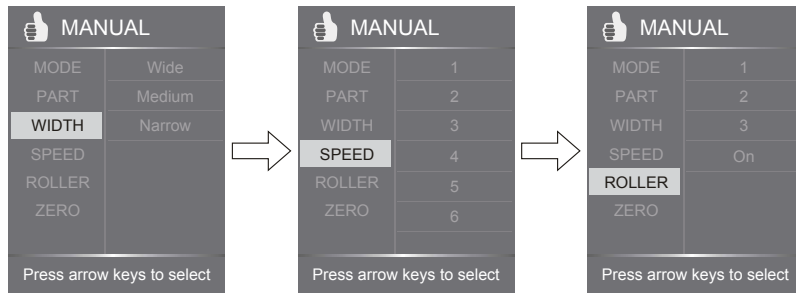 MANUAL
MODE
PART
WIDTH
SPEED
ROLLER
ZERO
Wide
Medium
Narrow
Press arrow keys to select
MANUAL
MODE
PART
WIDTH
SPEED
ROLLER
ZERO
1
2
3
4
5
6
Press arrow keys to select
MANUAL
MODE
PART
WIDTH
SPEED
ROLLER
ZERO
1
2
3
On
Press arrow keys to select